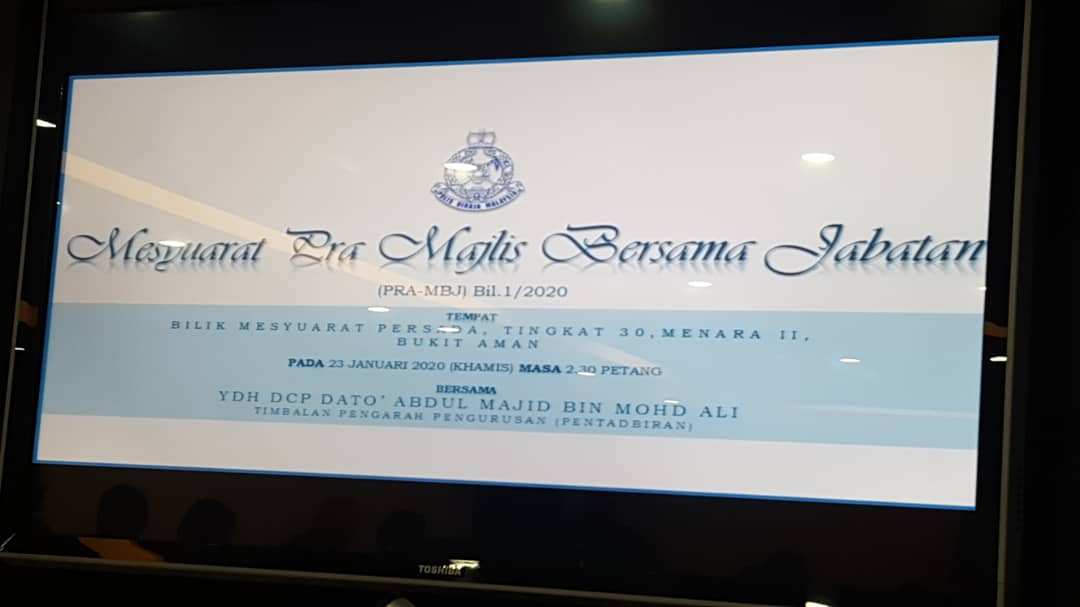 POLIS DIRAJA MALAYSIA
Mesyuarat Pra Majlis Bersama Jabatan
(PRA-MBJ) Bil.1/2020
TEMPAT
BILIK MESYUARAT PERSADA, TINGKAT 30,MENARA II,
BUKIT AMAN
PADA 23 JANUARI 2020 (KHAMIS) MASA 2.30 PETANG
BERSAMA
YDH DCP DATO' ABDUL MAJID BIN MOHD ALI
TIMBALAN PENGARAH PENGURUSAN (PENTADBIRAN)
TOSHIBA